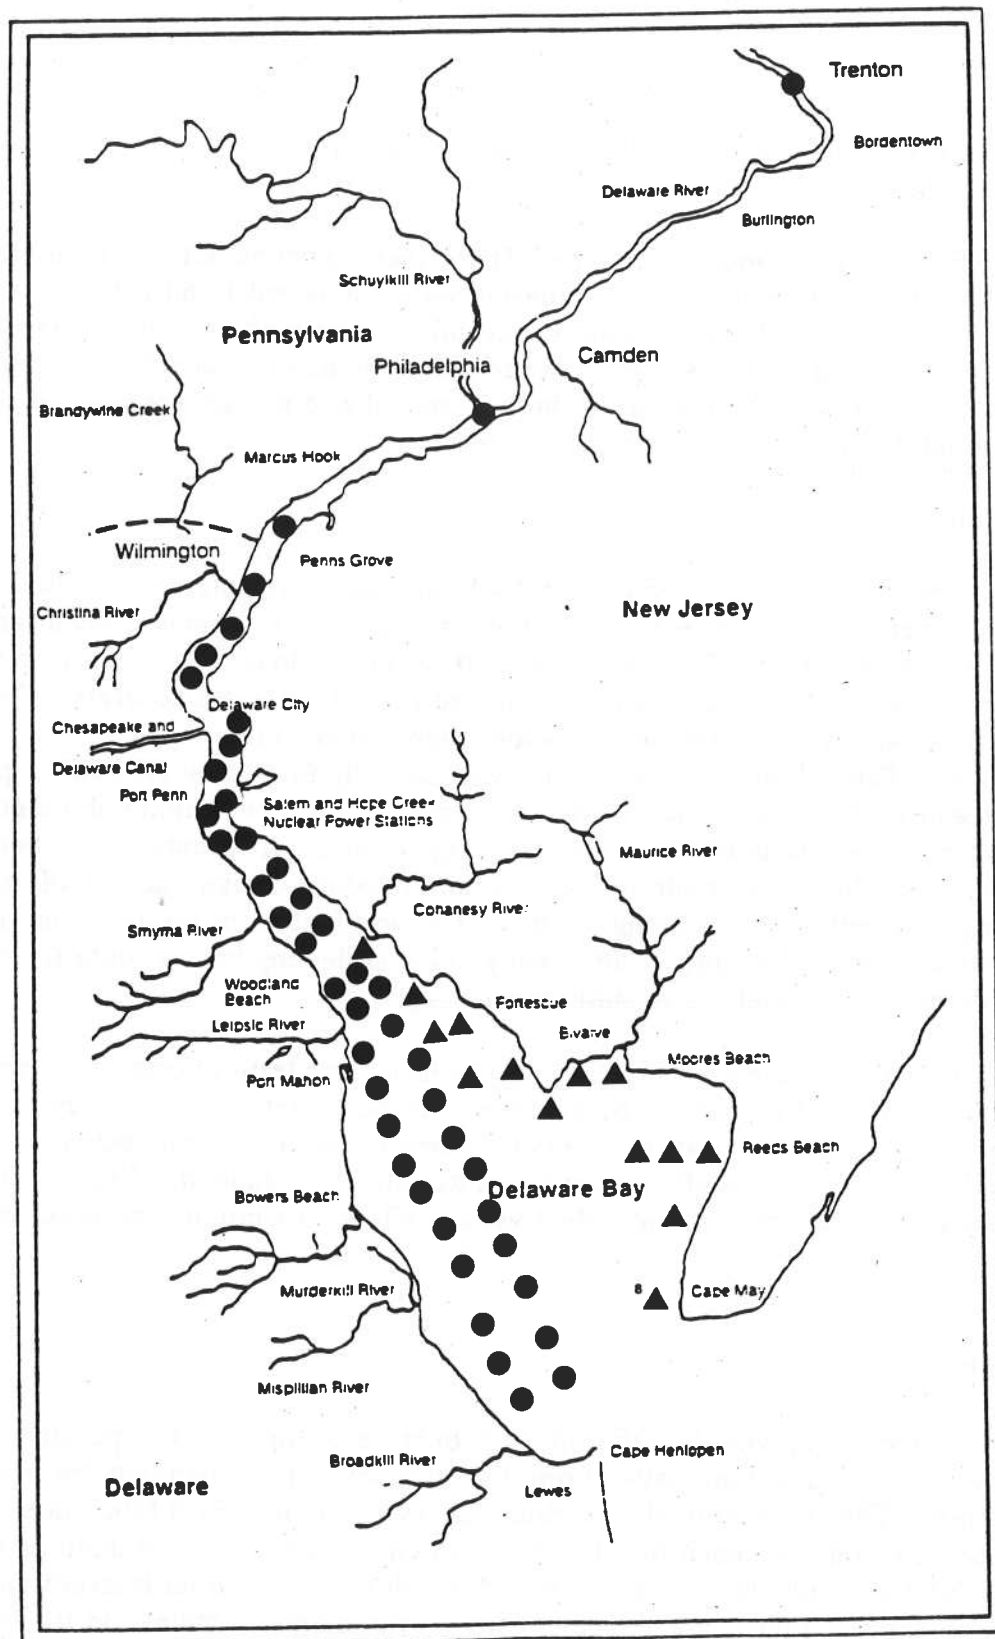 Trenton
Bordentown
Delaware River
Burlington
Schuylkill River
Pennsylvania
Philadelphia
Camden
Brandywine Creek
Marcus Hook
Wilmington
Penns Grove
Christina River
New Jersey
Delaware City
Chesapeake and
Delaware Canal
Port Penn
Salem and Hope Creek
Nuclear Power Stations
Maurice River
Cohansey River
Smyrna River
Woodland
Beach
Fortescue
Leipsic River
Moores Beach
Port Mahon
Reeds Beach
Delaware Bay
Bowers Beach
8
Cape May
Murderkill River
Mispillian River
Broadkill River
Cape Henlopen
Lewes
Delaware